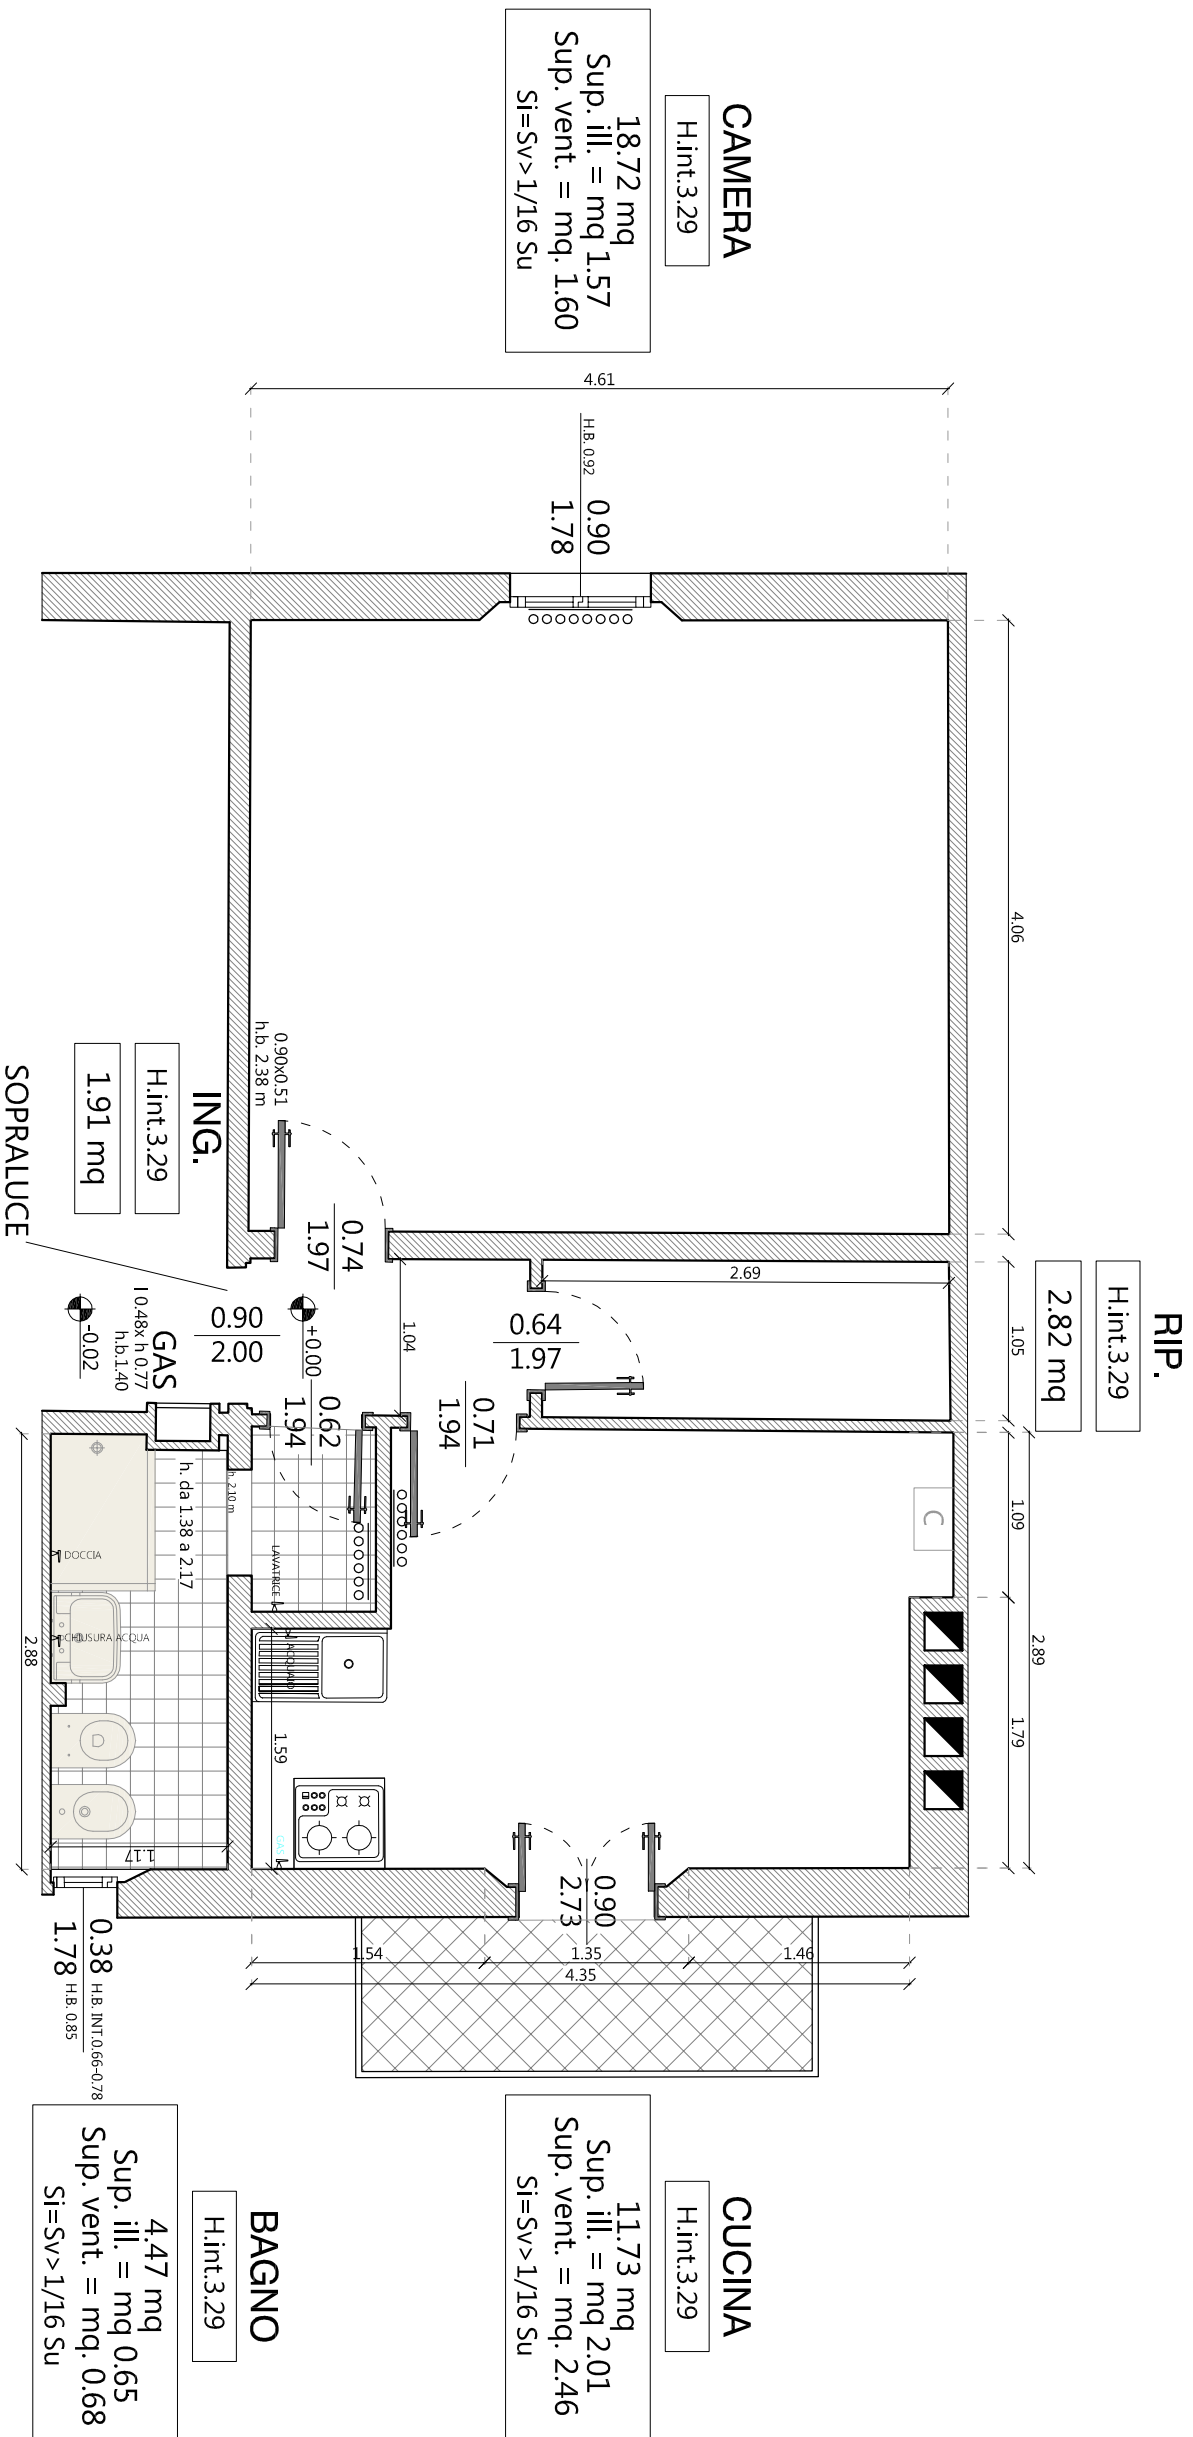 CAMERA
H.int.3.29
18.72 mq
Sup. ill. = mq 1.57
Sup. vent. = mq. 1.60
Si=Sv>1/16 Su
4.61
H.B. 0.92
0.90
1.78
4.06
0.90x0.51
h.b. 2.38 m
ING.
H.int.3.29
1.91 mq
SOPRALUCE
0.74
1.97
RIP.
H.int.3.29
2.82 mq
2.69
1.05
0.64
1.97
1.04
0.90
2.00
+0.00
-0.02
GAS
l 0.48x h 0.77
h.b.1.40
0.62
1.94
0.71
1.94
C
1.09
2.89
1.79
h. 2.10 m
h. da 1.38 a 2.17
LAVATRICE
DOCCIA
CHIUSURA ACQUA
ACQUAIO
2.88
1.59
GAS
1.17
0.90
2.73
1.54
1.35
1.46
4.35
0.38 H.B. INT.0.66-0.78
1.78 H.B. 0.85
CUCINA
H.int.3.29
11.73 mq
Sup. ill. = mq 2.01
Sup. vent. = mq. 2.46
Si=Sv>1/16 Su
BAGNO
H.int.3.29
4.47 mq
Sup. ill. = mq 0.65
Sup. vent. = mq. 0.68
Si=Sv>1/16 Su